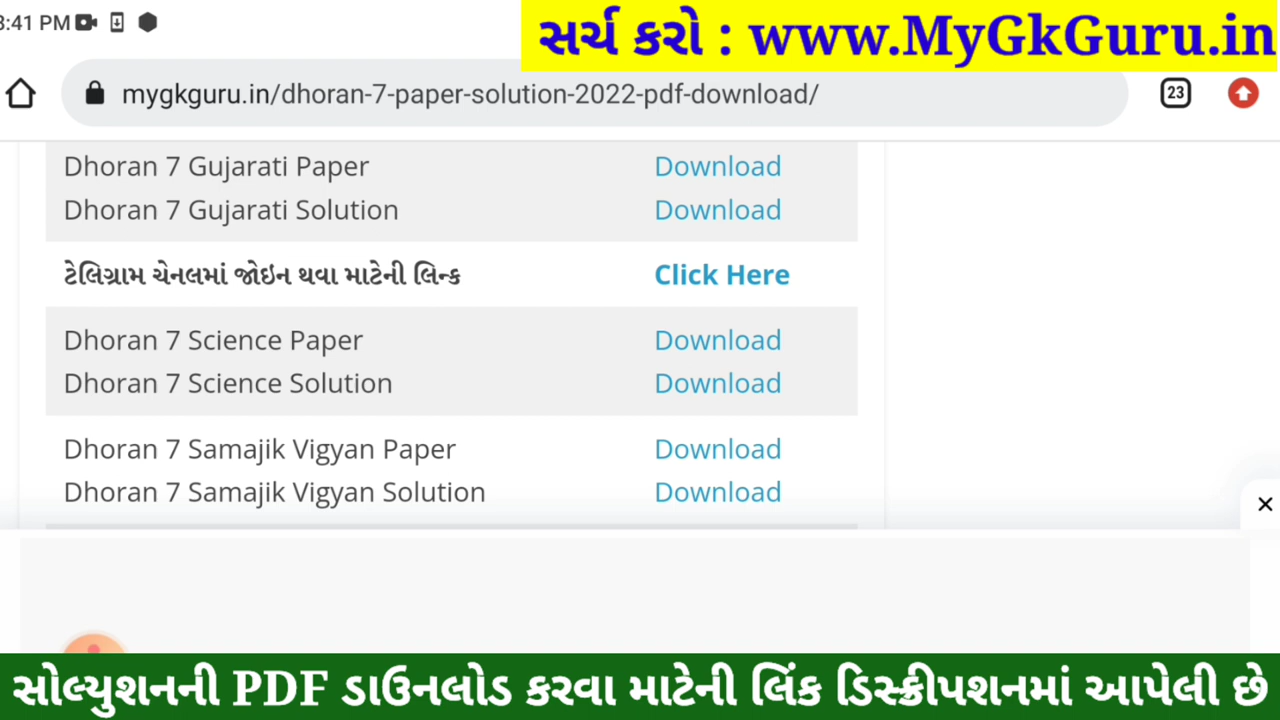 3:41 PM
સર્ચ કરો : www.MyGkGuru.in
mygkguru.in/dhoran-7-paper-solution-2022-pdf-download/
23
Dhoran 7 Gujarati Paper Download
Dhoran 7 Gujarati Solution Download
ટેલિગ્રામ ચેનલમાં જોઇન થવા માટેની લિન્ક Click Here
Dhoran 7 Science Paper Download
Dhoran 7 Science Solution Download
Dhoran 7 Samajik Vigyan Paper Download
Dhoran 7 Samajik Vigyan Solution Download
સોલ્યુશનની PDF ડાઉનલોડ કરવા માટેની લિંક ડિસ્ક્રીપશનમાં આપેલી છે